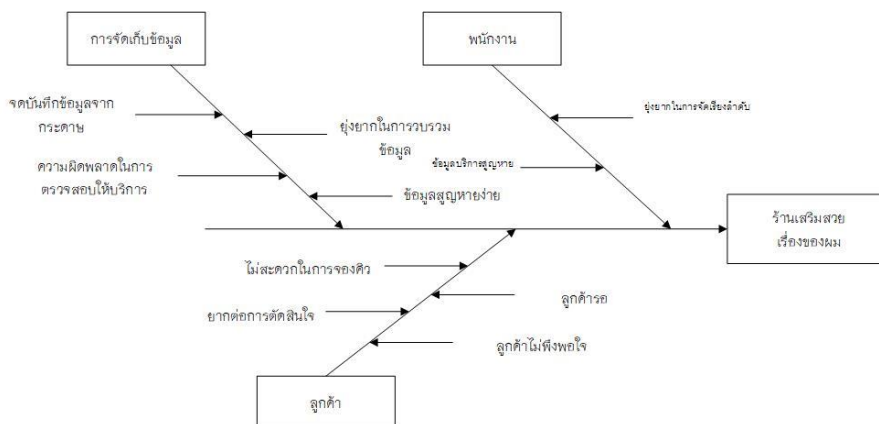 การจัดเก็บข้อมูล
พนักงาน
จดบันทึกข้อมูลจาก
กระดาษ
ยุ่งยากในการวบรวม
ข้อมูล
ความผิดพลาดในการ
ตรวจสอบให้บริการ
ข้อมูลสูญหายง่าย
ยุ่งยากในการจัดเรียงลำดับ
ข้อมูลบริการสูญหาย
ร้านเสริมสวย
เรื่องของผม
ไม่สะดวกในการจองคิว
ลูกค้ารอ
ยากต่อการตัดสินใจ
ลูกค้าไม่พึงพอใจ
ลูกค้า